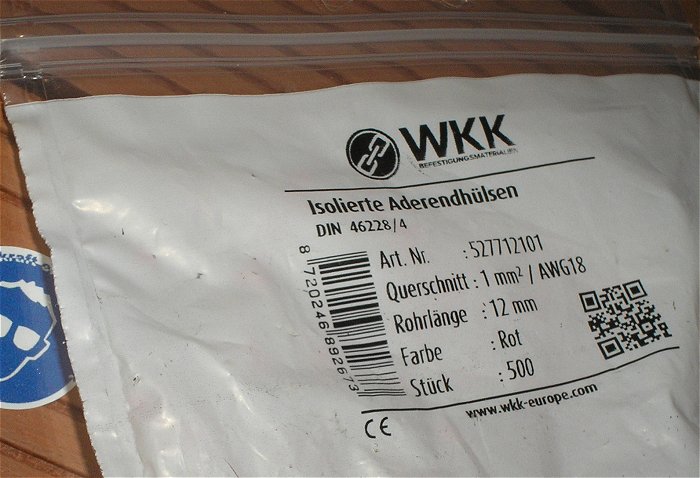 WKK
BEFESTIGUNGSMATERIALIEN
Isolierte Aderendhülsen
DIN 46228/4
Art. Nr. : 527712101
Querschnitt : 1 mm² / AWG18
Rohrlänge : 12 mm
Farbe : Rot
Stück : 500
8 720246 892673
www.wkk-europe.com
CE